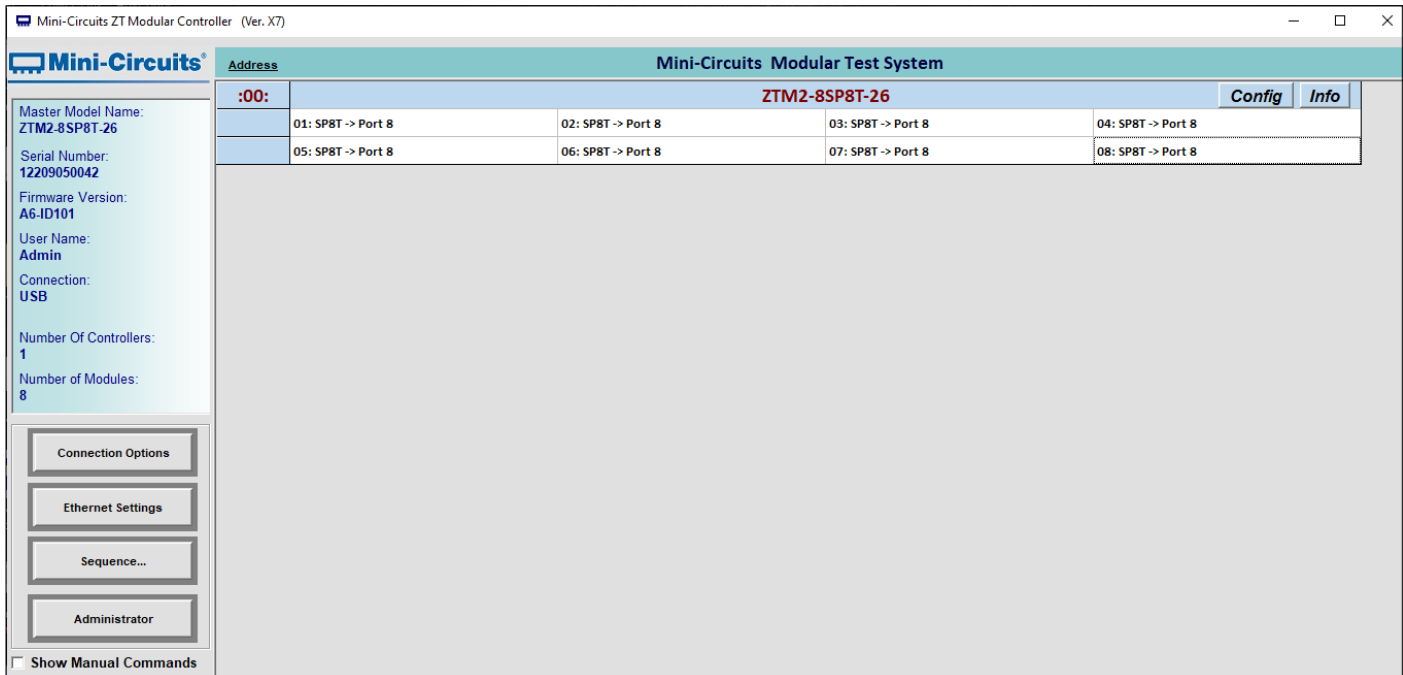 Mini-Circuits ZT Modular Controller (Ver. X7)
Mini-Circuits®
Address
Mini-Circuits Modular Test System
:00:
ZTM2-8SP8T-26
Config
Info
01: SP8T -> Port 8
02: SP8T -> Port 8
03: SP8T -> Port 8
04: SP8T -> Port 8
05: SP8T -> Port 8
06: SP8T -> Port 8
07: SP8T -> Port 8
08: SP8T -> Port 8
Master Model Name:
ZTM2-8SP8T-26
Serial Number:
12209050042
Firmware Version:
A6-ID101
User Name:
Admin
Connection:
USB
Number Of Controllers:
1
Number of Modules:
8
Connection Options
Ethernet Settings
Sequence...
Administrator
Show Manual Commands